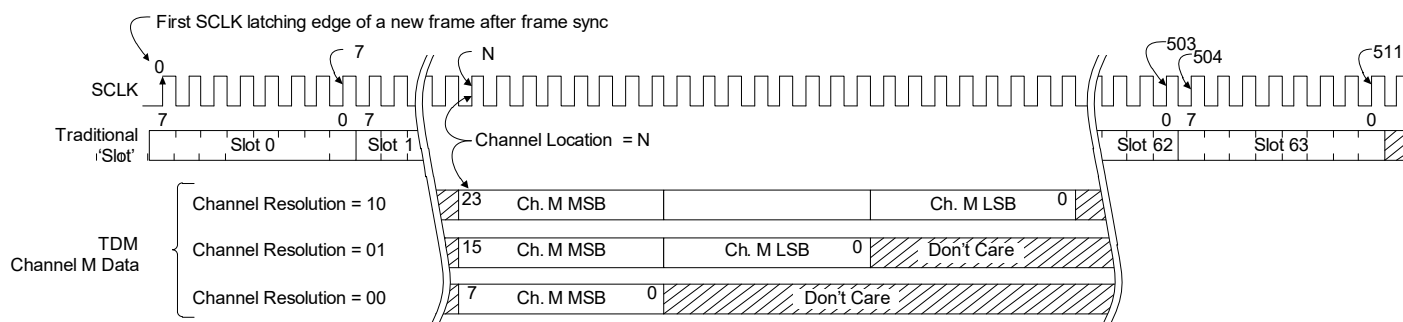 First SCLK latching edge of a new frame after frame sync
0 7 N 503 504 511
SCLK
7 0 7 0 7 0
Traditional 'Slot' Slot 0 Slot 1 Channel Location = N Slot 62 Slot 63
Channel Resolution = 10 23 Ch. M MSB Ch. M LSB 0
TDM Channel M Data
Channel Resolution = 01 15 Ch. M MSB Ch. M LSB 0 Don't Care
Channel Resolution = 00 7 Ch. M MSB 0 Don't Care